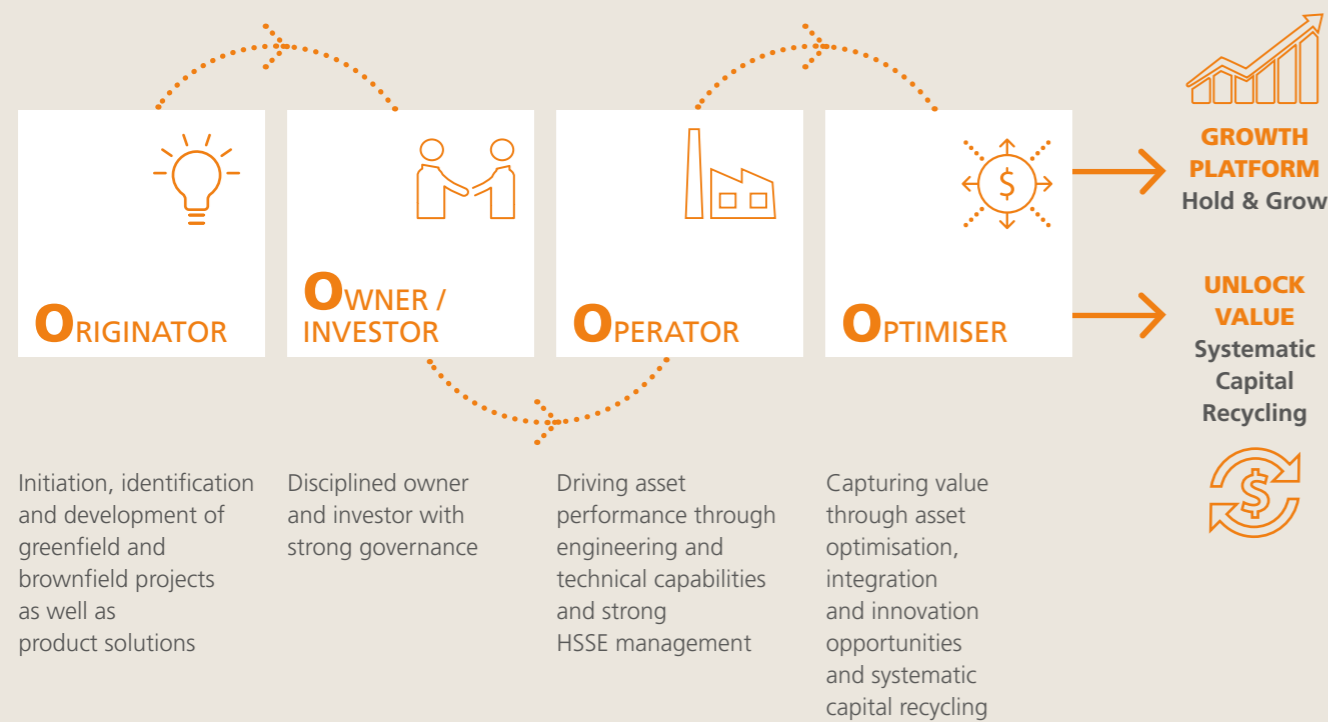 ORIGINATOR
OWNER /
INVESTOR
OPERATOR
OPTIMISER
$
GROWTH
PLATFORM
Hold & Grow
UNLOCK
VALUE
Systematic
Capital
Recycling
$
Initiation, identification
and development of
greenfield and
brownfield projects
as well as
product solutions
Disciplined owner
and investor with
strong governance
Driving asset
performance through
engineering and
technical capabilities
and strong
HSSE management
Capturing value
through asset
optimisation,
integration
and innovation
opportunities
and systematic
capital recycling